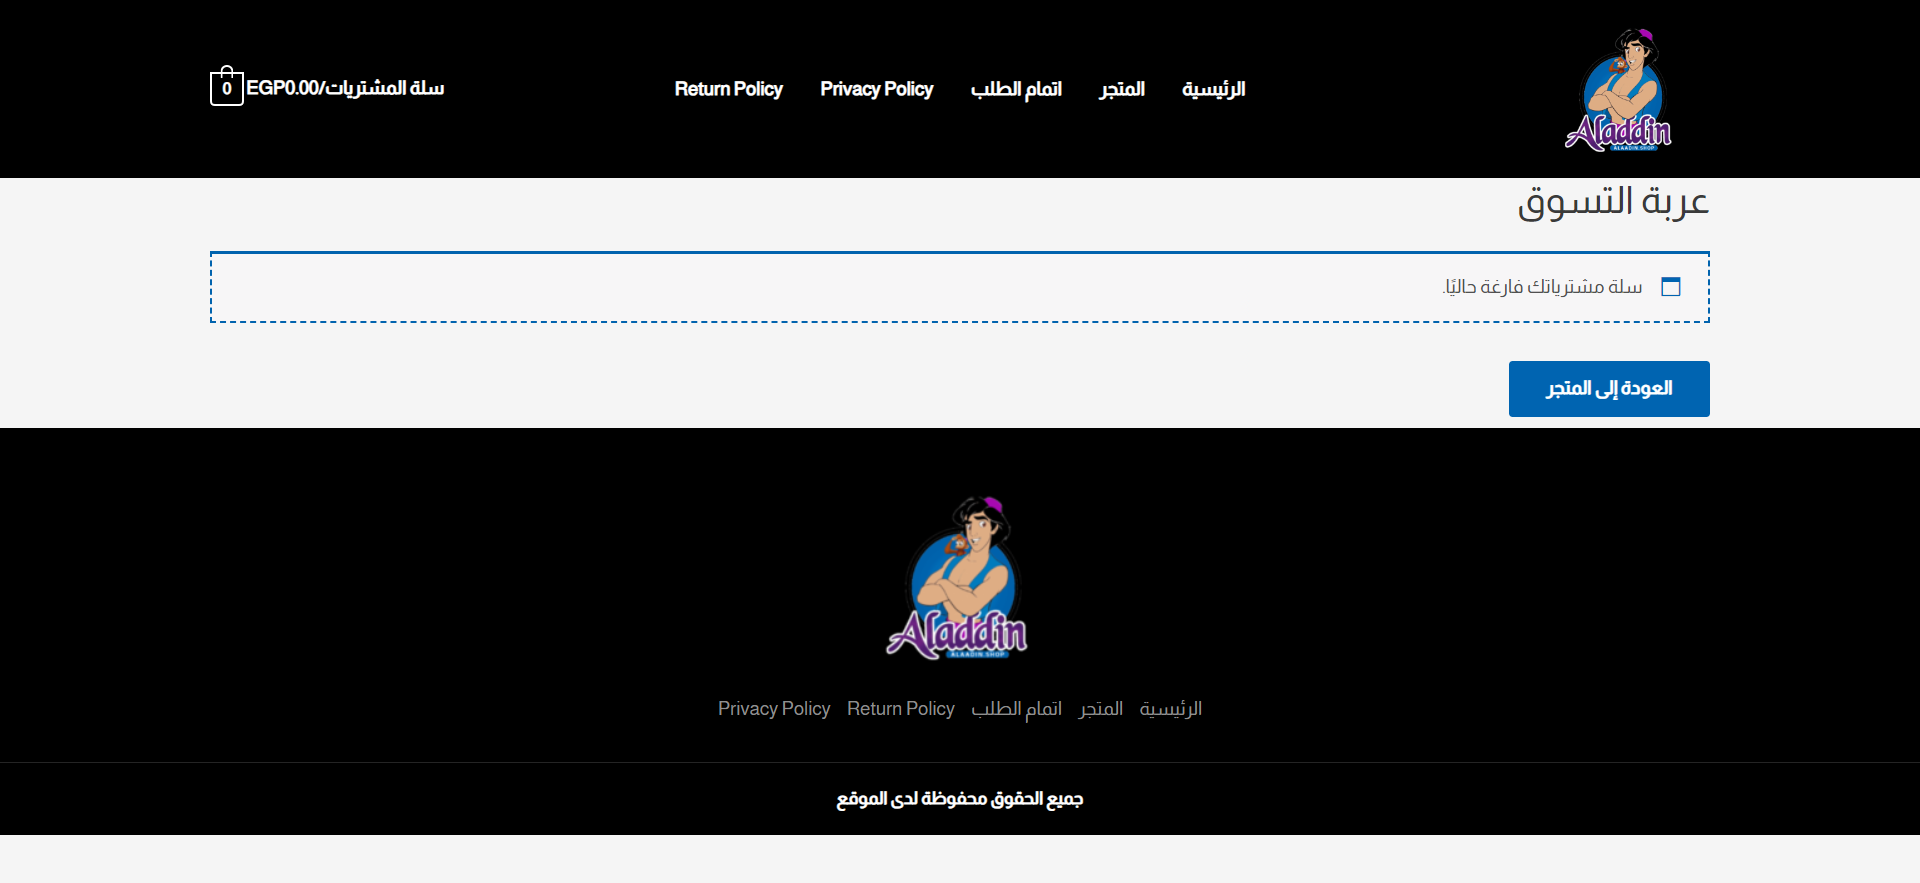 Aladdin
ALAADIN SHOP
الرئيسية المتجر اتمام الطلب Privacy Policy Return Policy
سلة المشتريات/EGP0.00 0
عربة التسوق
سلة مشترياتك فارغة حاليًا.
العودة إلى المتجر
Aladdin
ALAADIN SHOP
الرئيسية المتجر اتمام الطلب Return Policy Privacy Policy
جميع الحقوق محفوظة لدى الموقع